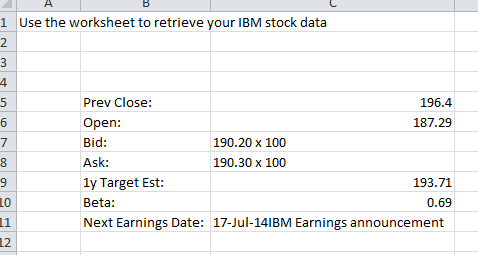 A B C
1 Use the worksheet to retrieve your IBM stock data
2
3
4
5 Prev Close: 196.4
6 Open: 187.29
7 Bid: 190.20 x 100
8 Ask: 190.30 x 100
9 1y Target Est: 193.71
10 Beta: 0.69
11 Next Earnings Date: 17-Jul-14IBM Earnings announcement
12